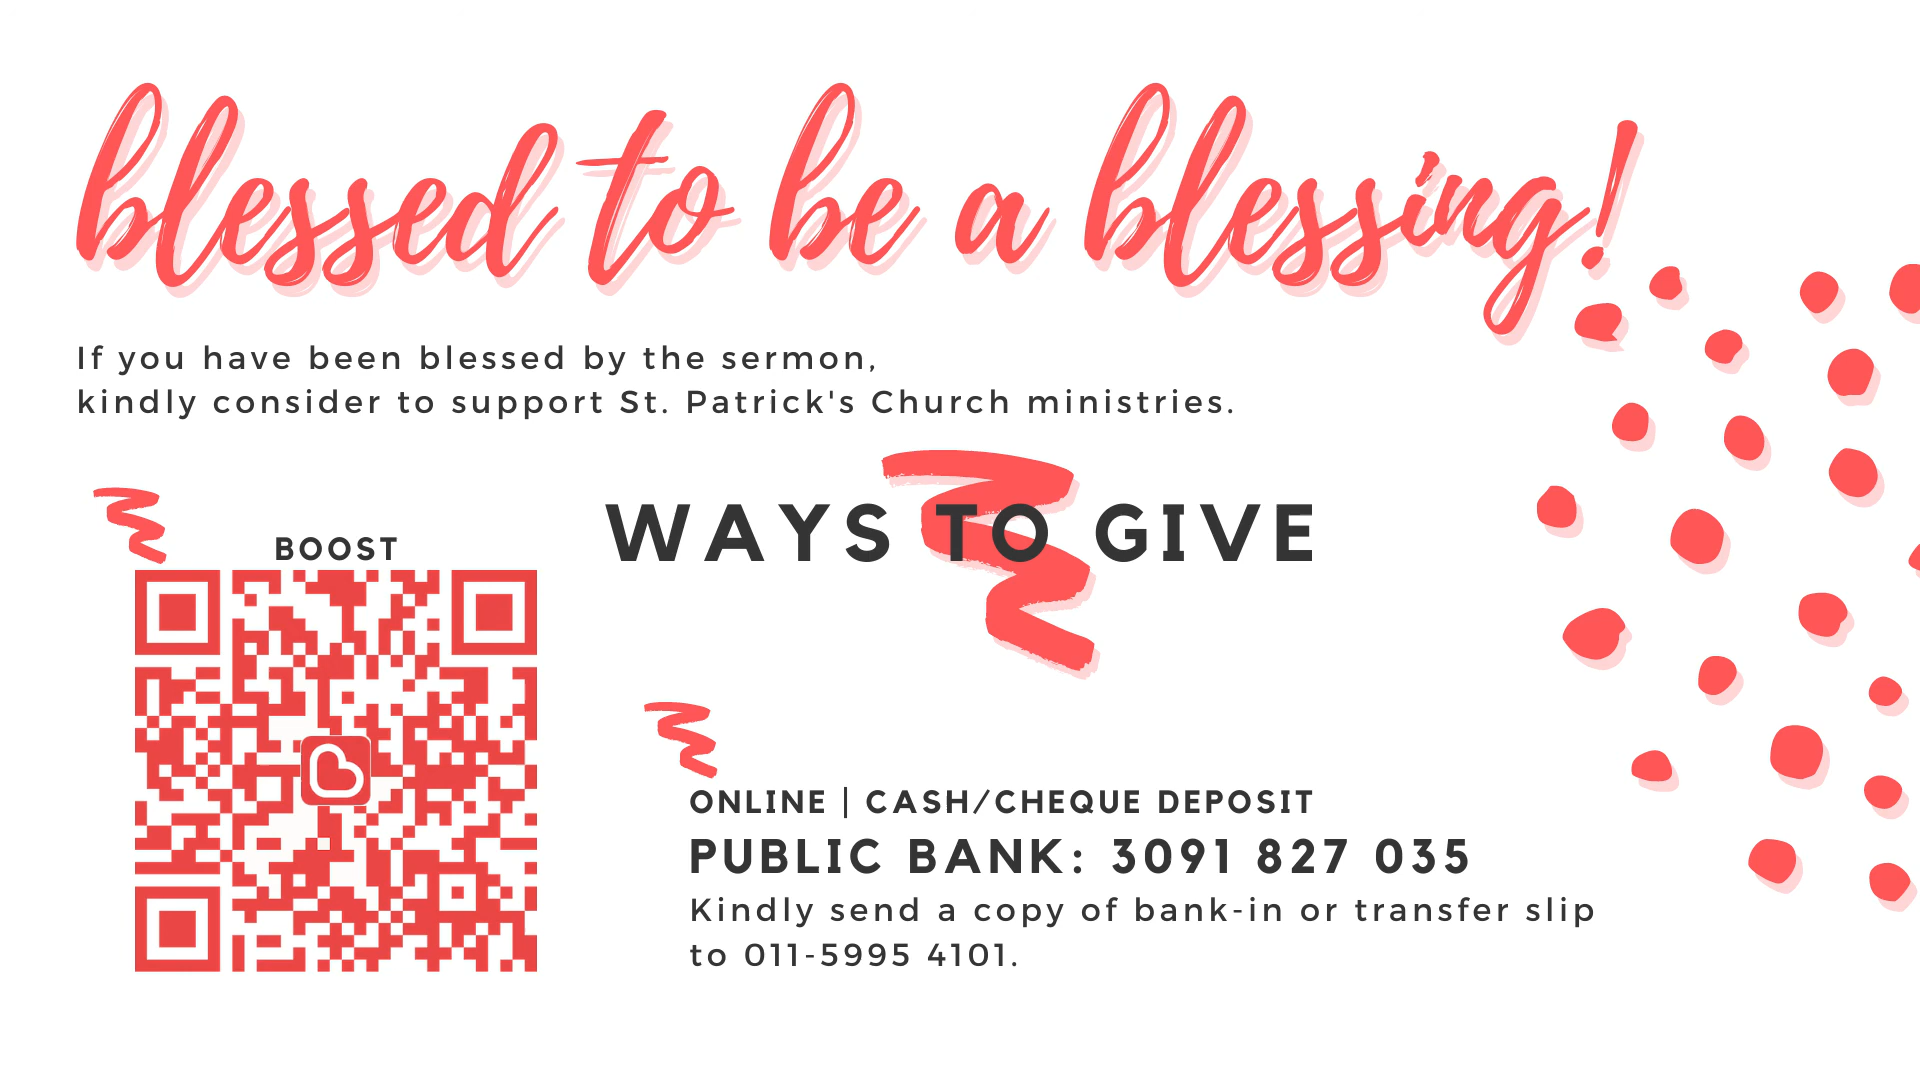 blessed to be a blessing!
If you have been blessed by the sermon,
kindly consider to support St. Patrick's Church ministries.
WAYS TO GIVE
BOOST
ONLINE | CASH/CHEQUE DEPOSIT
PUBLIC BANK: 3091 827 035
Kindly send a copy of bank-in or transfer slip
to 011-5995 4101.